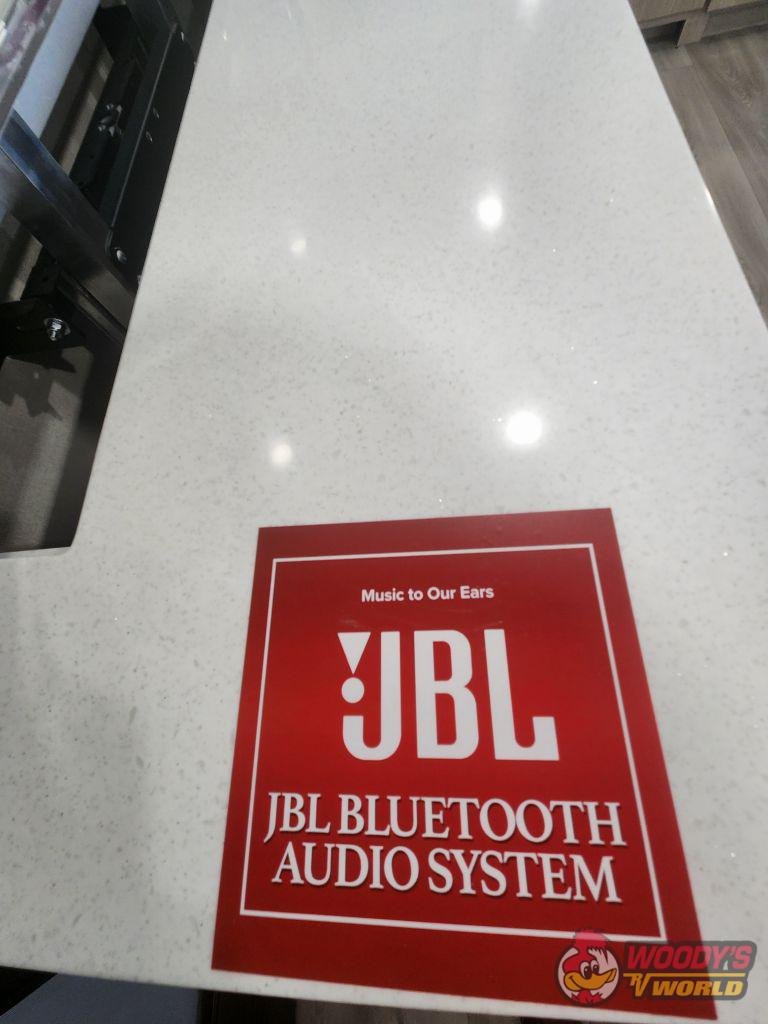 Music to Our Ears
JBL
JBL BLUETOOTH
AUDIO SYSTEM
WOODY'S
RV WORLD